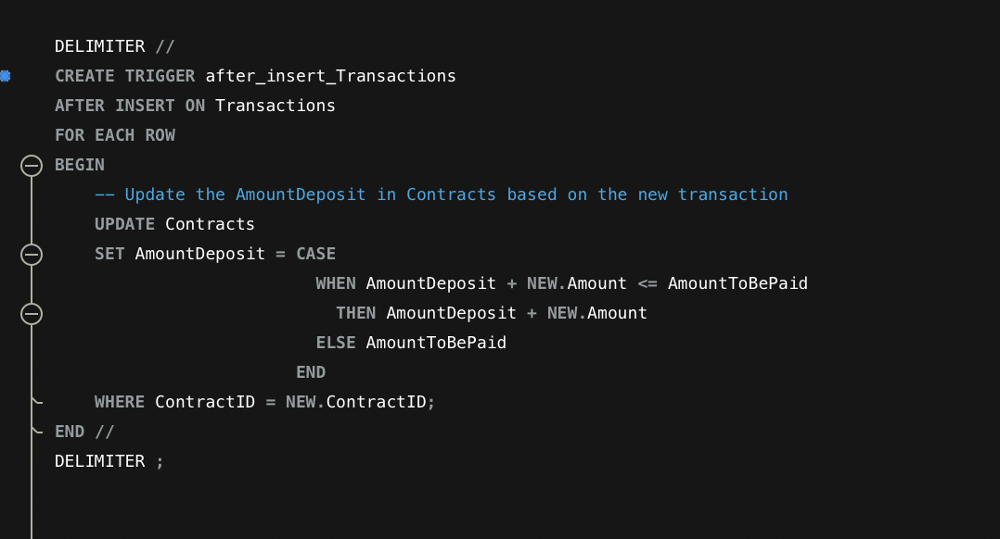 DELIMITER //
CREATE TRIGGER after_insert_Transactions
AFTER INSERT ON Transactions
FOR EACH ROW
BEGIN
    -- Update the AmountDeposit in Contracts based on the new transaction
    UPDATE Contracts
    SET AmountDeposit = CASE
                          WHEN AmountDeposit + NEW.Amount <= AmountToBePaid
                            THEN AmountDeposit + NEW.Amount
                          ELSE AmountToBePaid
                        END
    WHERE ContractID = NEW.ContractID;
END //
DELIMITER ;